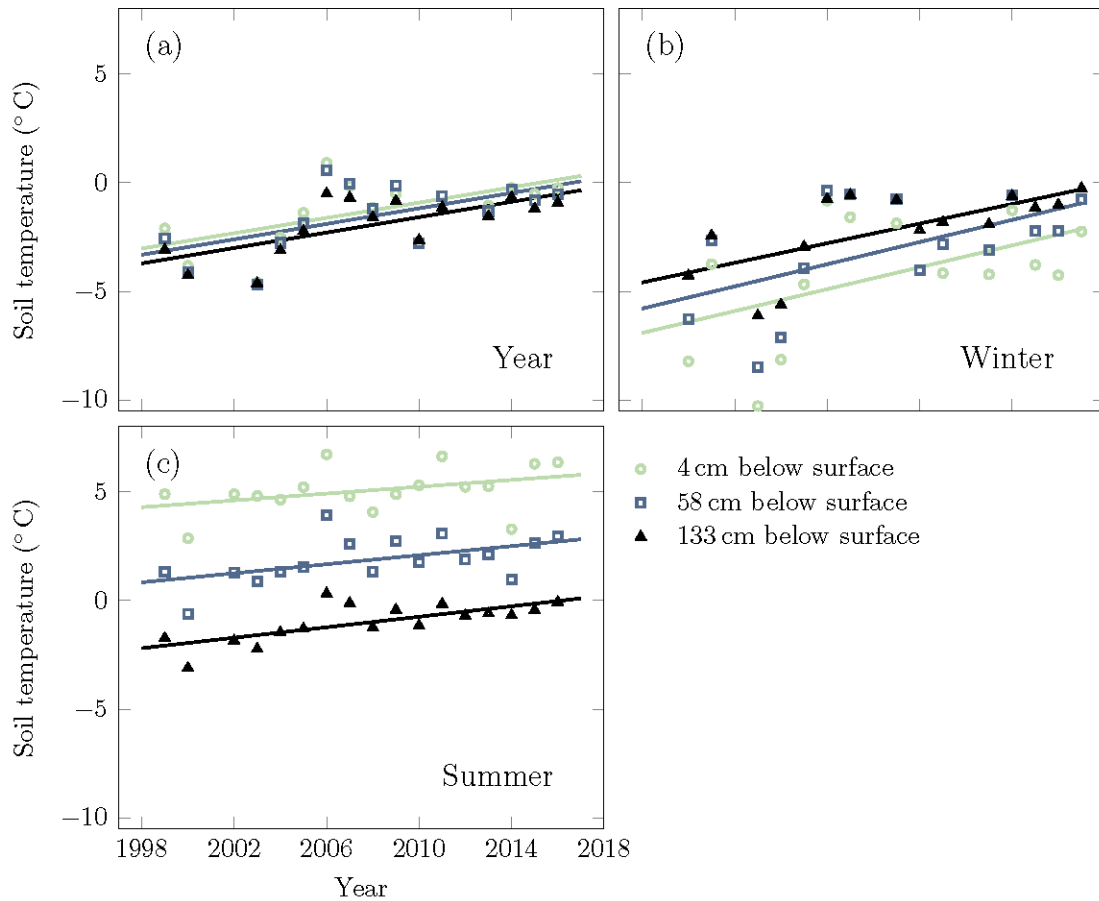 (a)
5
0
−5
−10
Soil temperature (° C)
Year
(b)
Winter
(c)
5
0
−5
−10
Soil temperature (° C)
Summer
1998 2002 2006 2010 2014 2018
Year
4 cm below surface
58 cm below surface
133 cm below surface